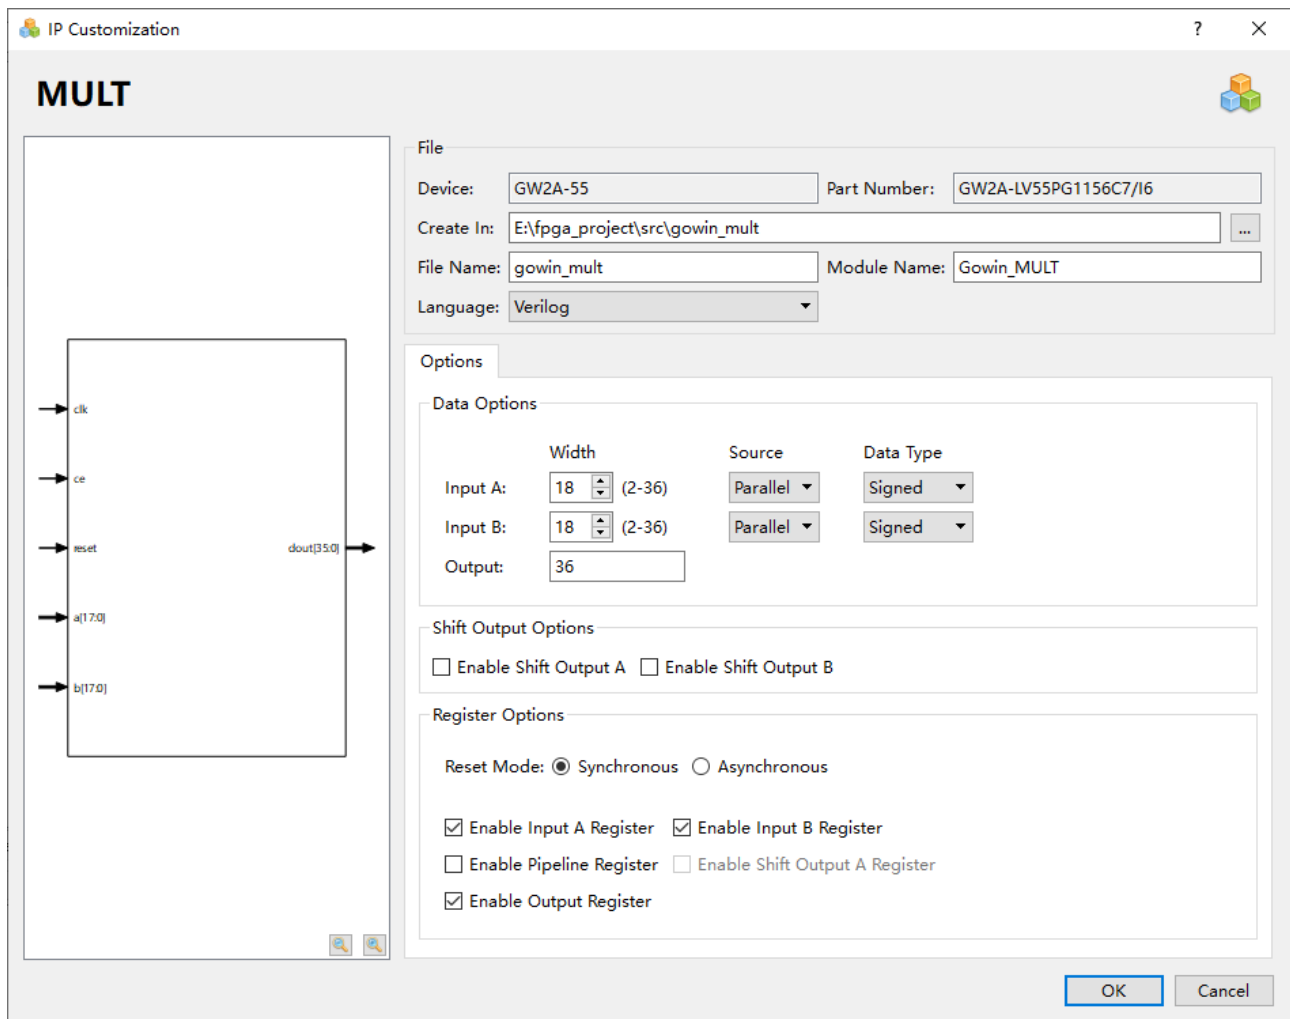 IP Customization ?
MULT
File
Device: GW2A-55 Part Number: GW2A-LV55PG1156C7/I6
Create In: E:\fpga_project\src\gowin_mult ...
File Name: gowin_mult Module Name: Gowin_MULT
Language: Verilog
Options
Data Options
Width Source Data Type
Input A: 18 (2-36) Parallel Signed
Input B: 18 (2-36) Parallel Signed
Output: 36
Shift Output Options
Enable Shift Output A Enable Shift Output B
Register Options
Reset Mode: Synchronous Asynchronous
Enable Input A Register Enable Input B Register
Enable Pipeline Register Enable Shift Output A Register
Enable Output Register
clk
ce
reset dout[35:0]
a[17:0]
b[17:0]
OK Cancel